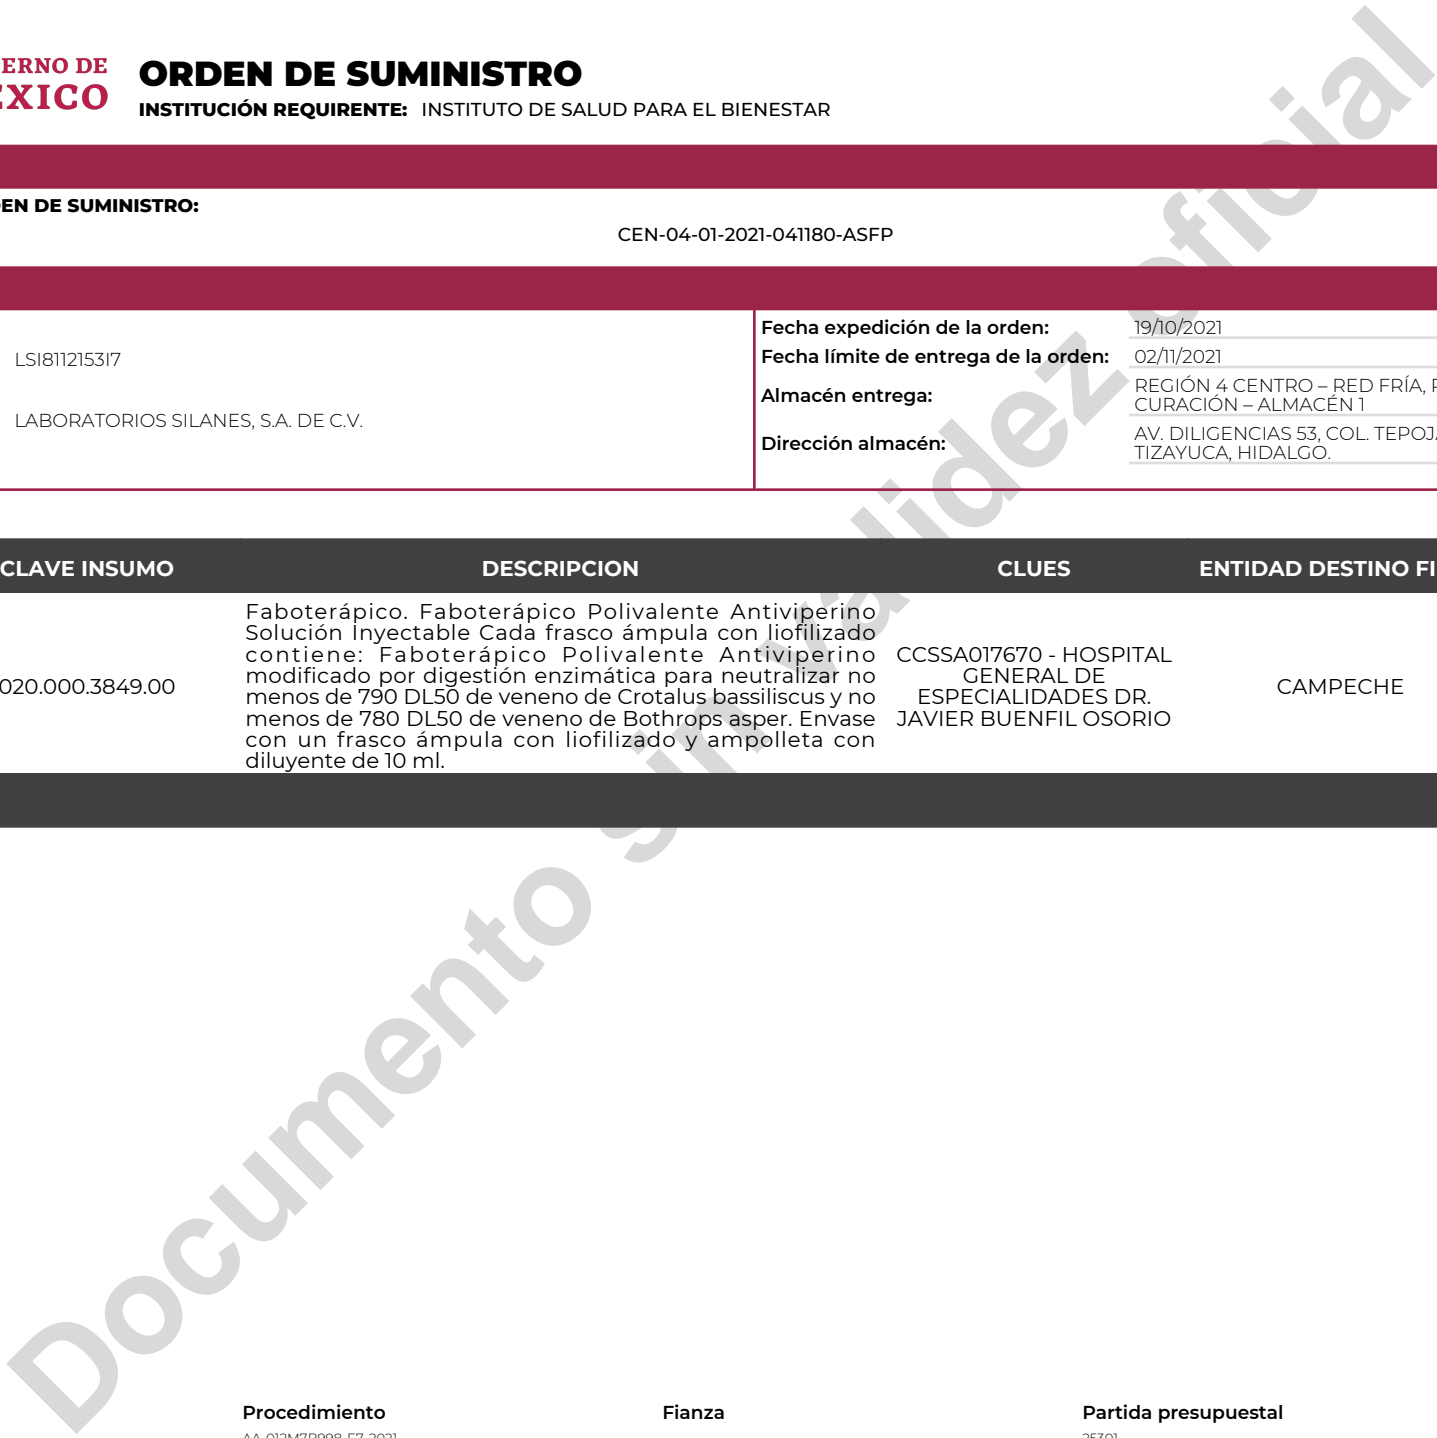 ERNO DE
EXICO
ORDEN DE SUMINISTRO
INSTITUCIÓN REQUIRENTE: INSTITUTO DE SALUD PARA EL BIENESTAR
EN DE SUMINISTRO:
CEN-04-01-2021-041180-ASFP
LSI8112153I7
LABORATORIOS SILANES, S.A. DE C.V.
Fecha expedición de la orden: 19/10/2021
Fecha límite de entrega de la orden: 02/11/2021
Almacén entrega: REGIÓN 4 CENTRO – RED FRÍA,
CURACIÓN – ALMACÉN 1
Dirección almacén: AV. DILIGENCIAS 53, COL. TEPOJ
TIZAYUCA, HIDALGO.
CLAVE INSUMO DESCRIPCION CLUES ENTIDAD DESTINO FI
020.000.3849.00
Faboterápico. Faboterápico Polivalente Antiviperino
Solución Inyectable Cada frasco ámpula con liofilizado
contiene: Faboterápico Polivalente Antiviperino
modificado por digestión enzimática para neutralizar no
menos de 790 DL50 de veneno de Crotalus bassiliscus y no
menos de 780 DL50 de veneno de Bothrops asper. Envase
con un frasco ámpula con liofilizado y ampolleta con
diluyente de 10 ml.
CCSSA017670 - HOSPITAL
GENERAL DE
ESPECIALIDADES DR.
JAVIER BUENFIL OSORIO
CAMPECHE
Documento sin validez oficial
Procedimiento Fianza Partida presupuestal